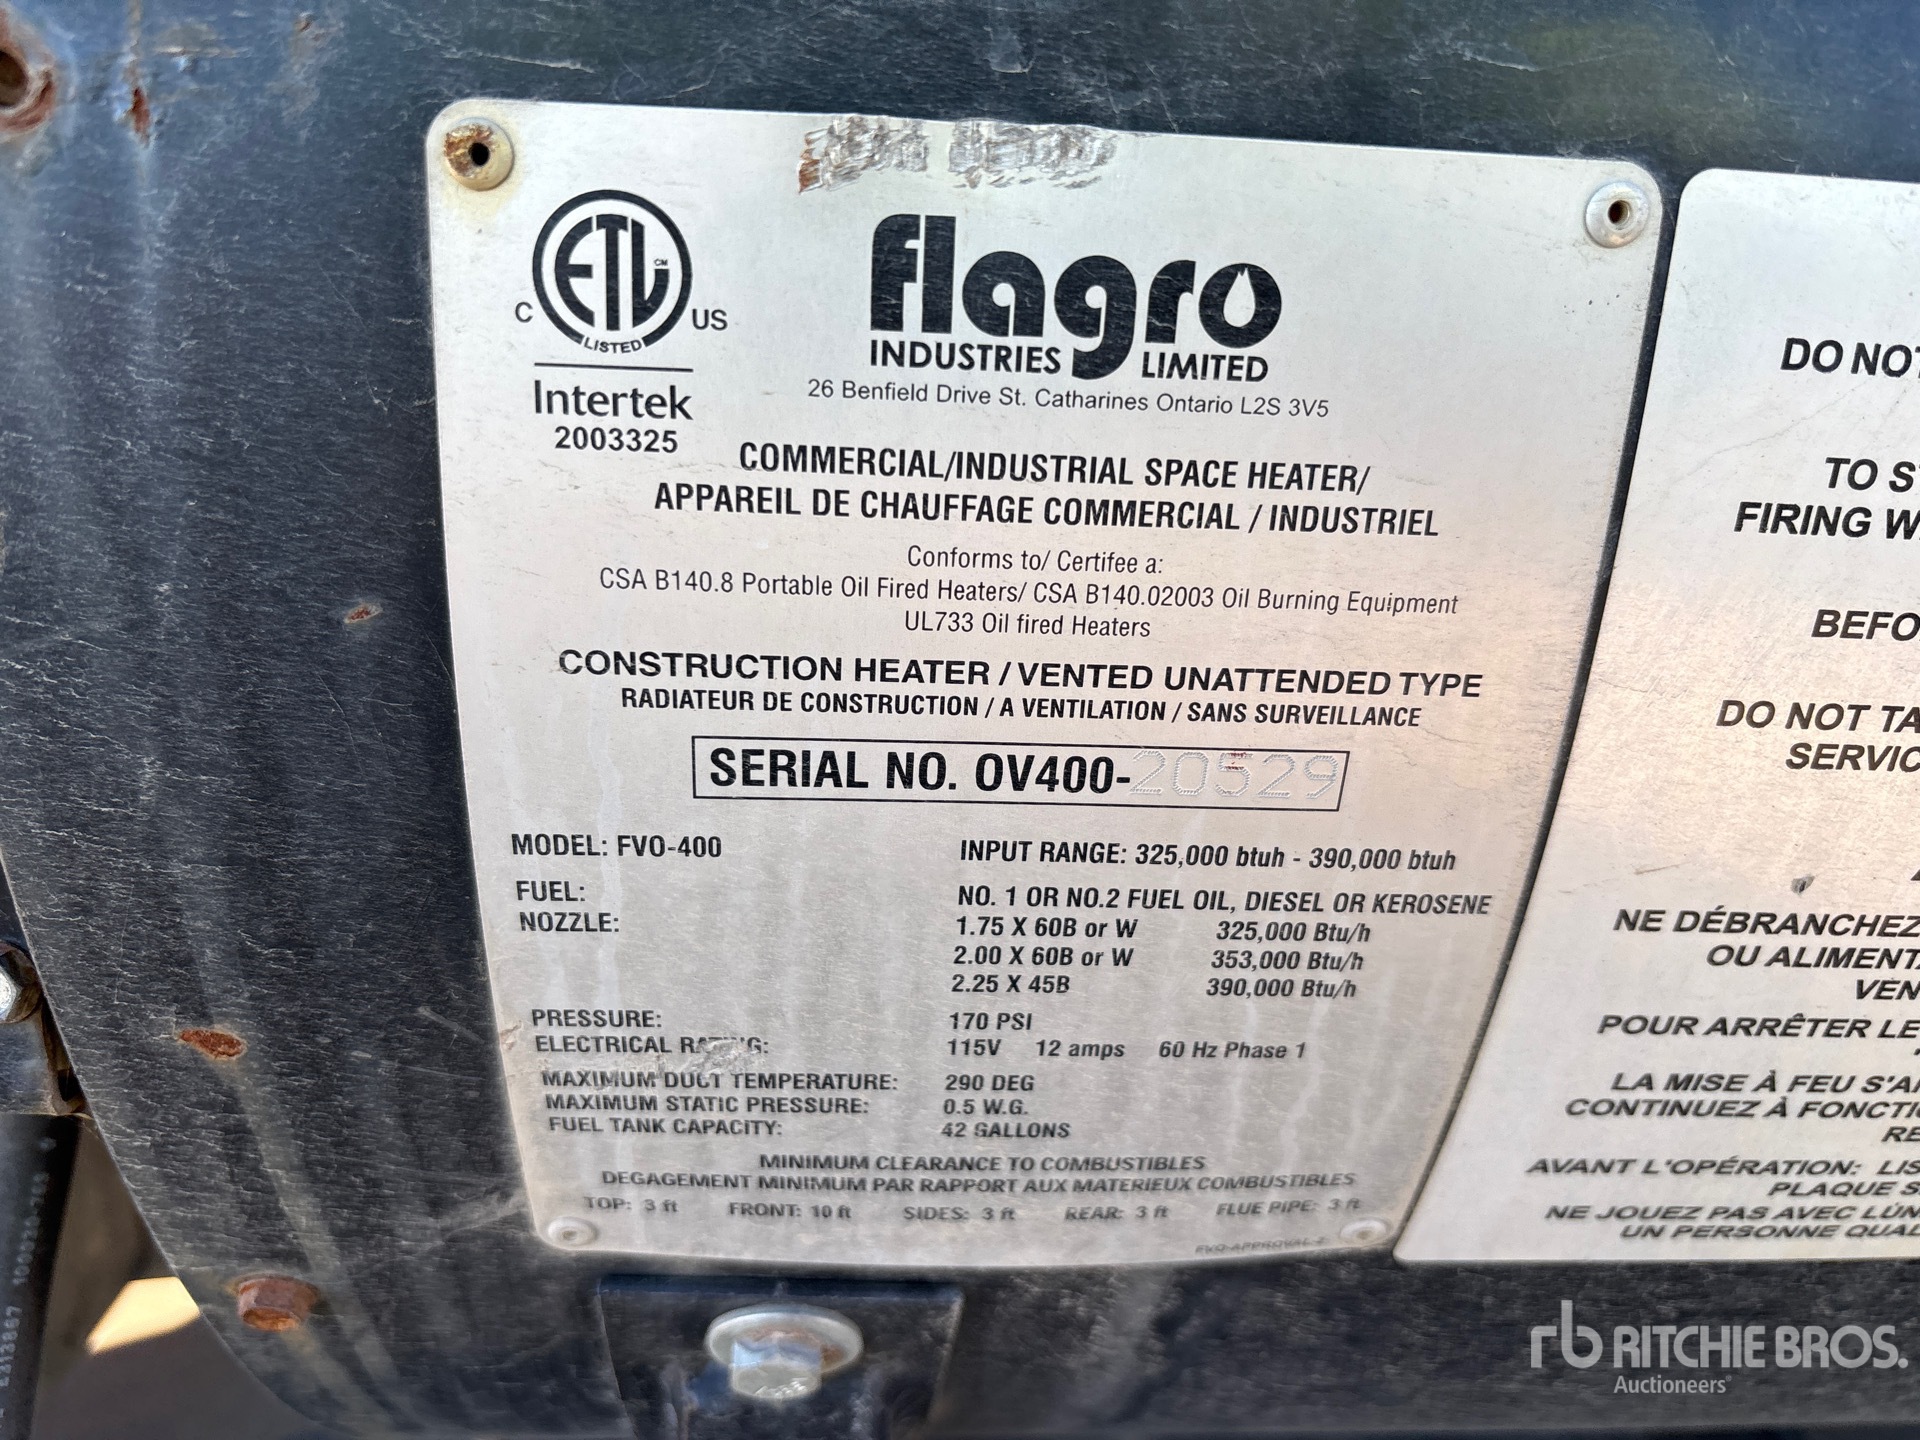 ETL CM
C US
LISTED
Intertek
2003325
flagro
INDUSTRIES LIMITED
26 Benfield Drive St. Catharines Ontario L2S 3V5
COMMERCIAL/INDUSTRIAL SPACE HEATER/
APPAREIL DE CHAUFFAGE COMMERCIAL / INDUSTRIEL
Conforms to/ Certifee a:
CSA B140.8 Portable Oil Fired Heaters/ CSA B140.02003 Oil Burning Equipment
UL733 Oil fired Heaters
CONSTRUCTION HEATER / VENTED UNATTENDED TYPE
RADIATEUR DE CONSTRUCTION / A VENTILATION / SANS SURVEILLANCE
SERIAL NO. OV400-20529
MODEL: FVO-400 INPUT RANGE: 325,000 btuh - 390,000 btuh
FUEL: NO. 1 OR NO.2 FUEL OIL, DIESEL OR KEROSENE
NOZZLE: 1.75 X 60B or W 325,000 Btu/h
2.00 X 60B or W 353,000 Btu/h
2.25 X 45B 390,000 Btu/h
PRESSURE: 170 PSI
ELECTRICAL RATING: 115V 12 amps 60 Hz Phase 1
MAXIMUM DUCT TEMPERATURE: 290 DEG
MAXIMUM STATIC PRESSURE: 0.5 W.G.
FUEL TANK CAPACITY: 42 GALLONS
MINIMUM CLEARANCE TO COMBUSTIBLES
DEGAGEMENT MINIMUM PAR RAPPORT AUX MATERIEUX COMBUSTIBLES
TOP: 3 ft FRONT: 10 ft SIDES: 3 ft REAR: 3 ft FLUE PIPE: 3 ft
FVO-APPROVAL-2
DO NOT
TO S
FIRING W
BEFO
DO NOT TA
SERVIC
NE DÉBRANCHEZ
OU ALIMENTA
VEN
POUR ARRÊTER LE
LA MISE À FEU S'A
CONTINUEZ À FONCTIO
RE
AVANT L'OPÉRATION: LIS
PLAQUE S
NE JOUEZ PAS AVEC L'UN
UN PERSONNE QUAL
rb RITCHIE BROS.
Auctioneers